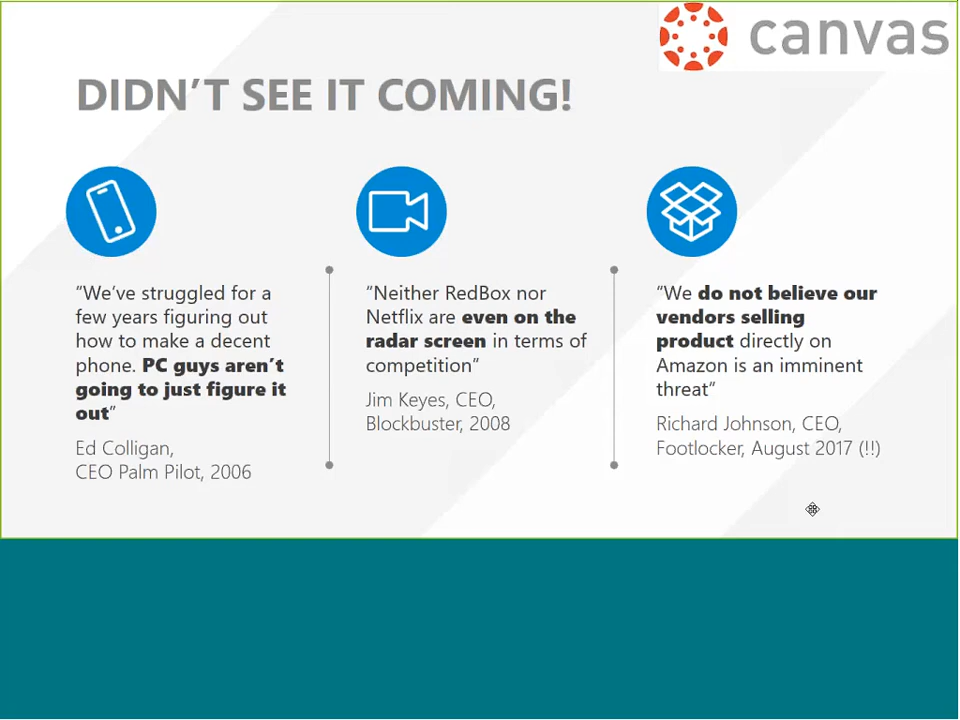 canvas
DIDN’T SEE IT COMING!
“We’ve struggled for a
few years figuring out
how to make a decent
phone. PC guys aren’t
going to just figure it
out”
Ed Colligan,
CEO Palm Pilot, 2006
“Neither RedBox nor
Netflix are even on the
radar screen in terms of
competition”
Jim Keyes, CEO,
Blockbuster, 2008
“We do not believe our
vendors selling
product directly on
Amazon is an imminent
threat“
Richard Johnson, CEO,
Footlocker, August 2017 (!!)